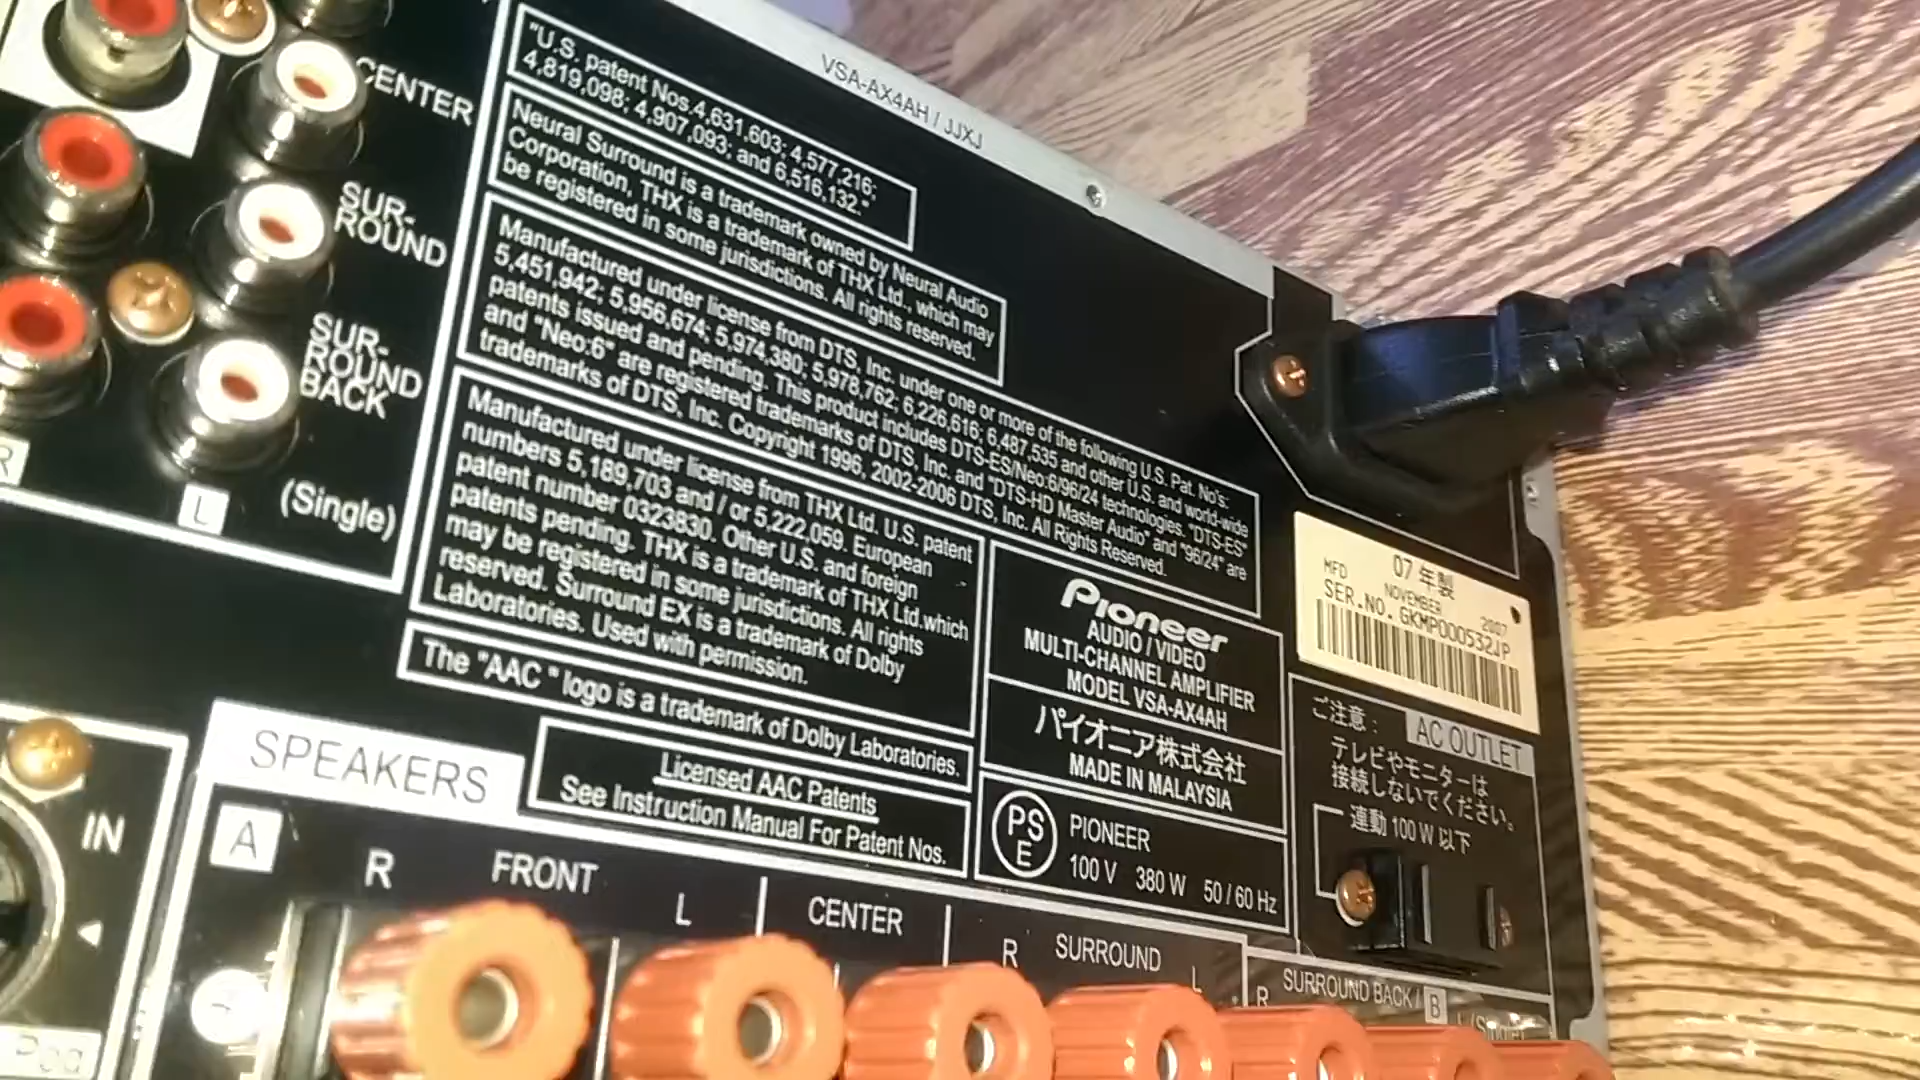 VSA-AX4AH / JJXJ
CENTER
SUR-
ROUND
SUR-
ROUND
BACK
R
L
(Single)
"U.S. patent Nos.4,631,603; 4,577,216;
4,819,098; 4,907,093; and 6,516,132."
Neural Surround is a trademark owned by Neural Audio
Corporation, THX is a trademark of THX Ltd., which may
be registered in some jurisdictions. All rights reserved.
Manufactured under license from DTS, Inc. under one or more of the following U.S. Pat. No's:
5,451,942; 5,956,674; 5,974,380; 5,978,762; 6,226,616; 6,487,535 and other U.S. and world-wide
patents issued and pending. This product includes DTS-ES/Neo:6/96/24 technologies. "DTS-ES"
and "Neo:6" are registered trademarks of DTS, Inc. and "DTS-HD Master Audio" and "96/24" are
trademarks of DTS, Inc. Copyright 1996, 2002-2006 DTS, Inc. All Rights Reserved.
Manufactured under license from THX Ltd. U.S. patent
numbers 5,189,703 and / or 5,222,059. European
patent number 0323830. Other U.S. and foreign
patents pending. THX is a trademark of THX Ltd.which
may be registered in some jurisdictions. All rights
reserved. Surround EX is a trademark of Dolby
Laboratories. Used with permission.
The "AAC " logo is a trademark of Dolby Laboratories.
Licensed AAC Patents
See Instruction Manual For Patent Nos.
Pioneer
AUDIO / VIDEO
MULTI-CHANNEL AMPLIFIER
MODEL VSA-AX4AH
パイオニア株式会社
MADE IN MALAYSIA
PS
E
PIONEER
100 V 380 W 50 / 60 Hz
07 年製
MFD NOVEMBER 2007
SER.NO. GKMP000532JP
ご注意 : AC OUTLET
テレビやモニターは
接続しないでください。
連動 100 W 以下
SPEAKERS
IN
A
R FRONT L
CENTER
R SURROUND L
SURROUND BACK / B
R L / (Single)